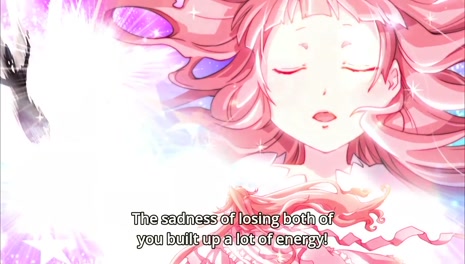 The sadness of losing both of
you built up a lot of energy!